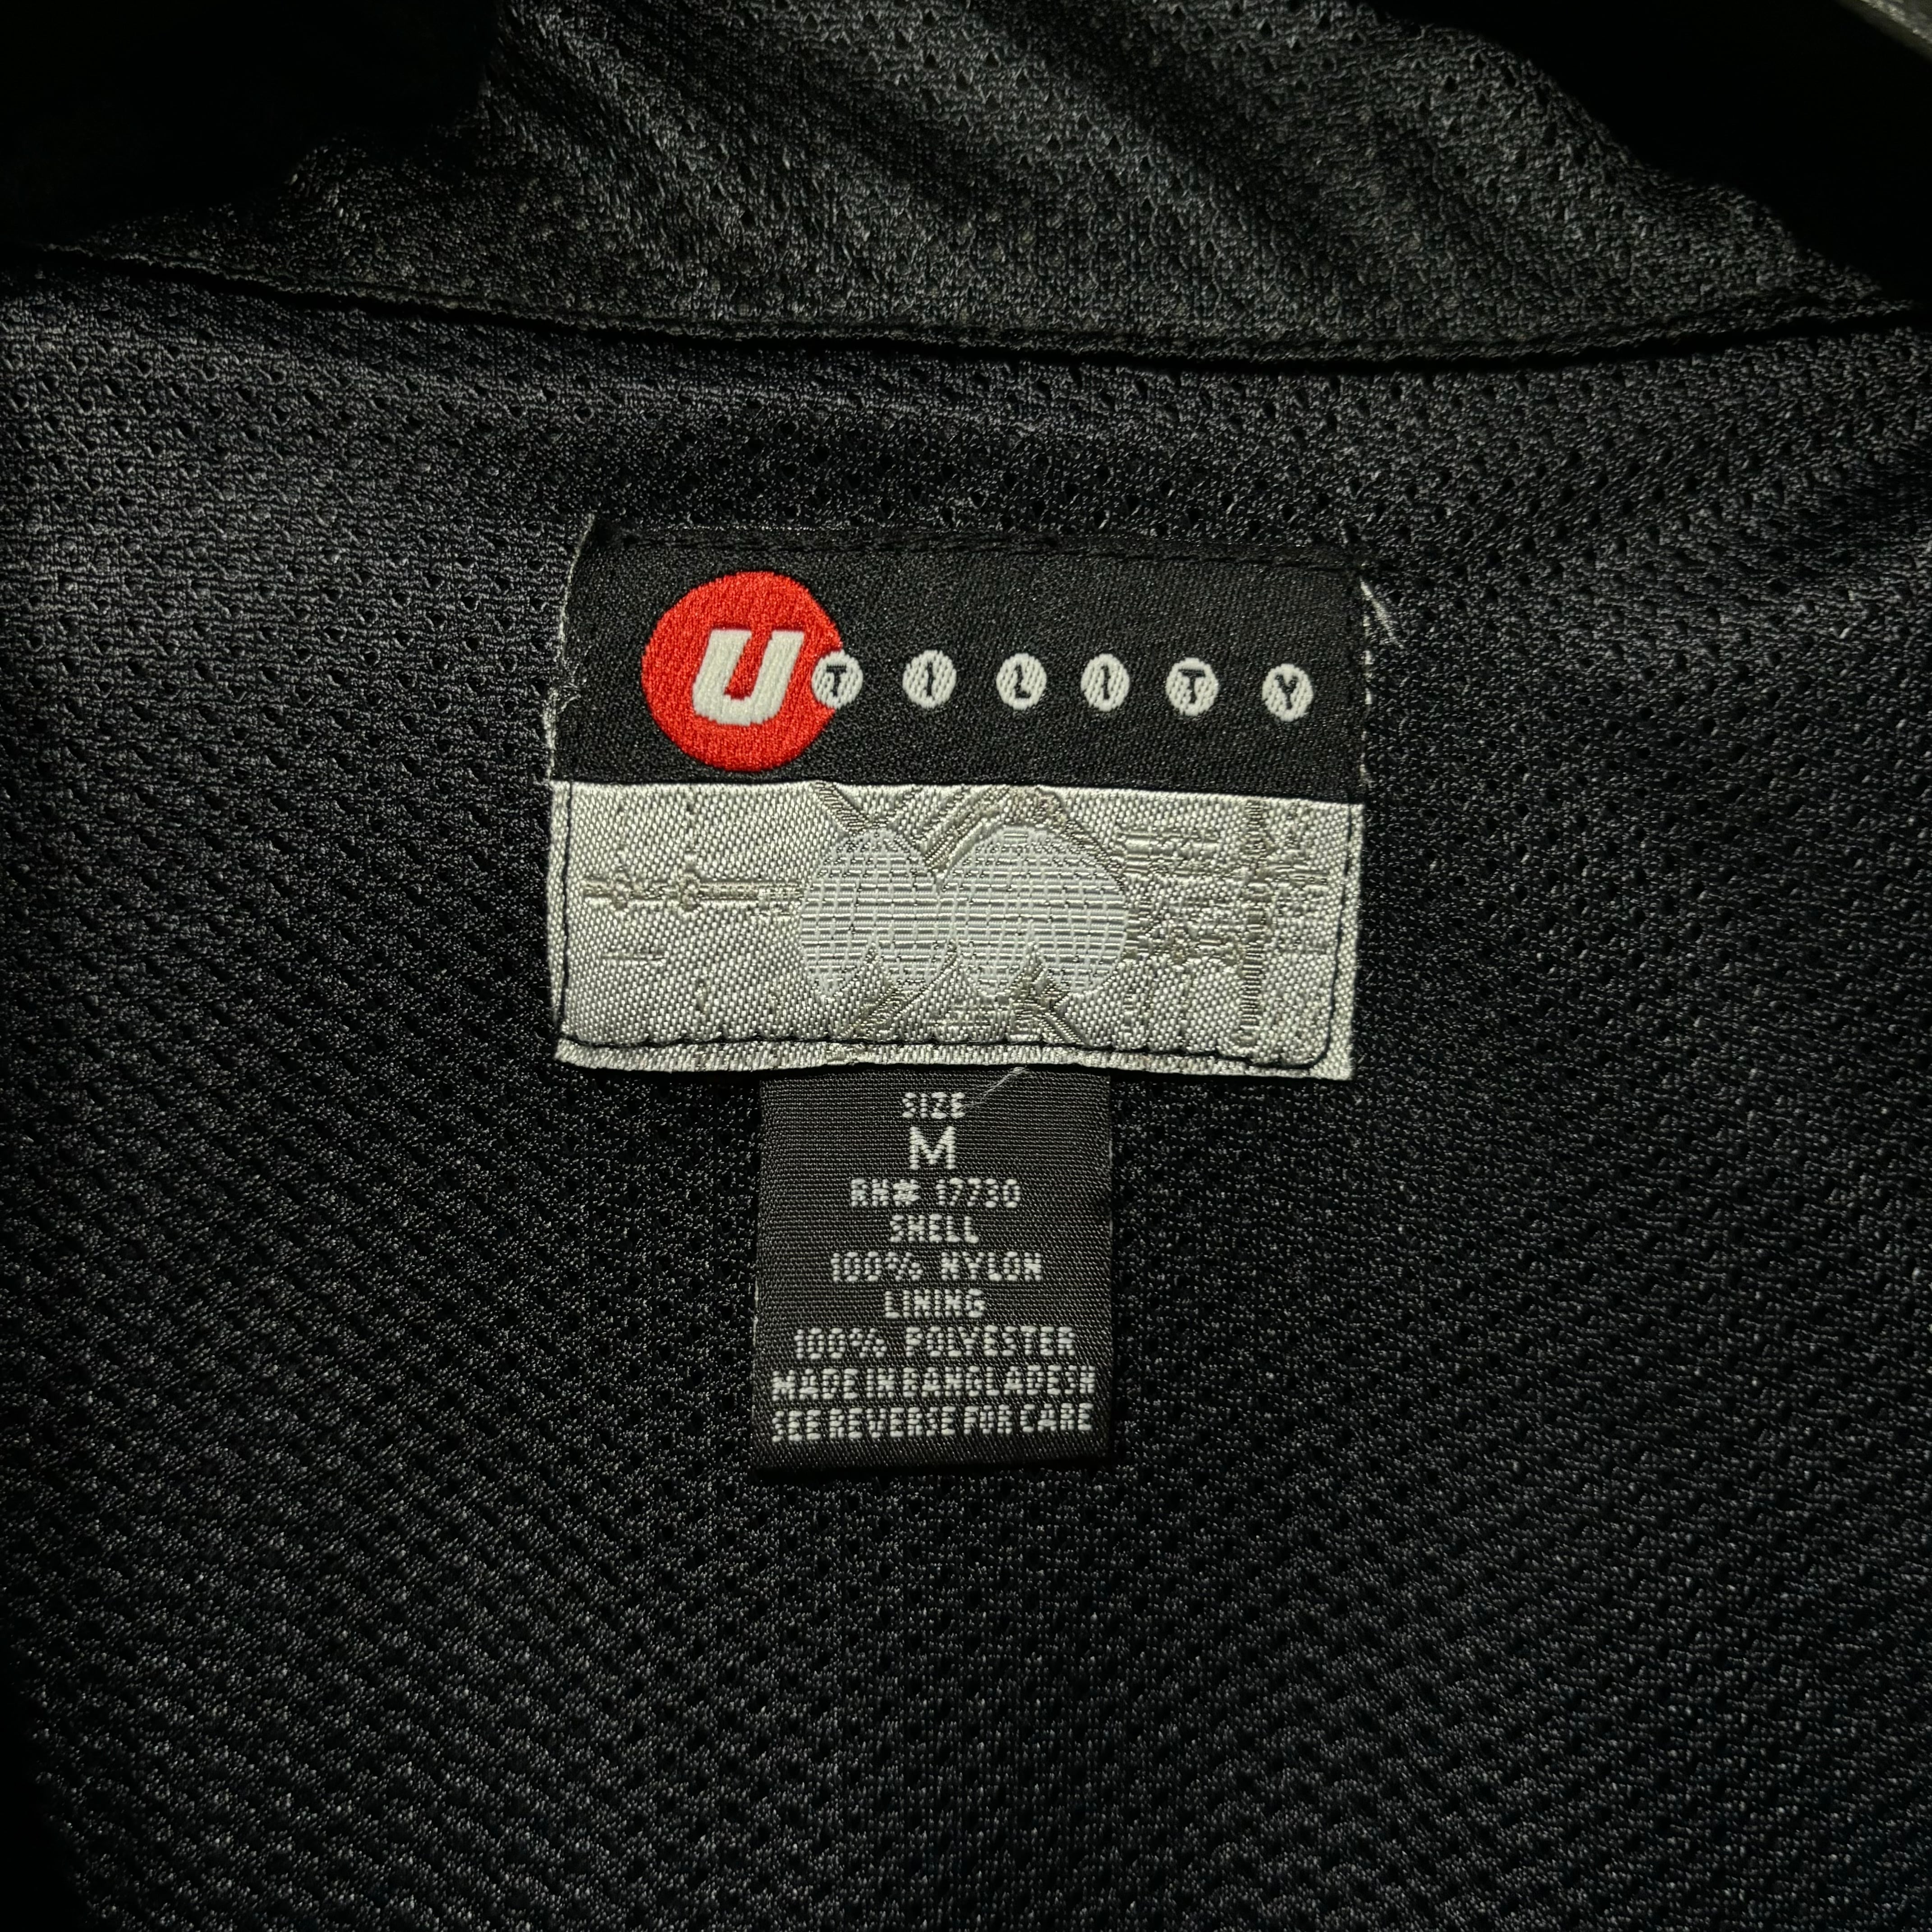 UTILITY
SIZE
M
RN# 17730
SHELL
100% NYLON
LINING
100% POLYESTER
MADE IN BANGLADESH
SEE REVERSE FOR CARE